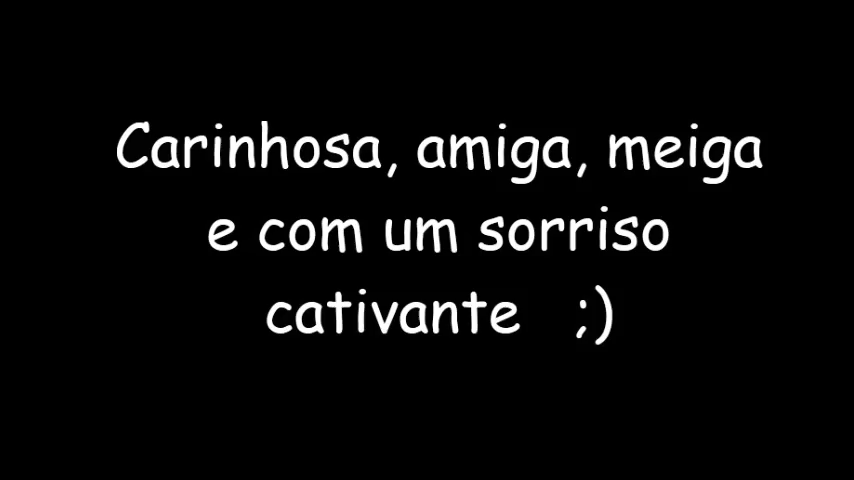 Carinhosa, amiga, meiga
e com um sorriso
cativante ;)